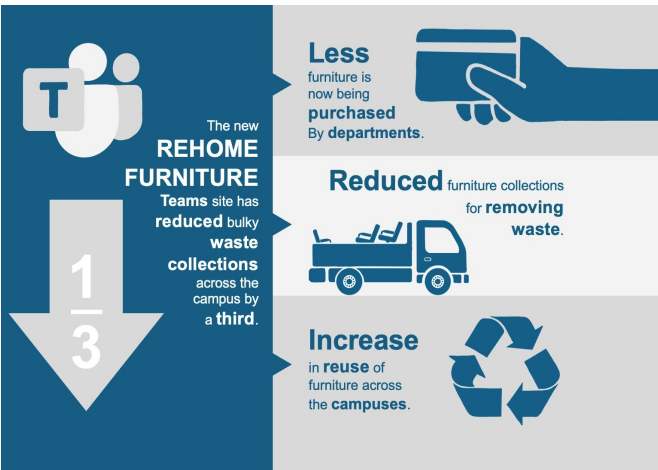 T
The new
REHOME
FURNITURE
Teams site has
reduced bulky
waste
collections
across the
campus by
a third.
1
3
Less
furniture is
now being
purchased
By departments.
Reduced furniture collections
for removing
waste.
Increase
in reuse of
furniture across
the campuses.